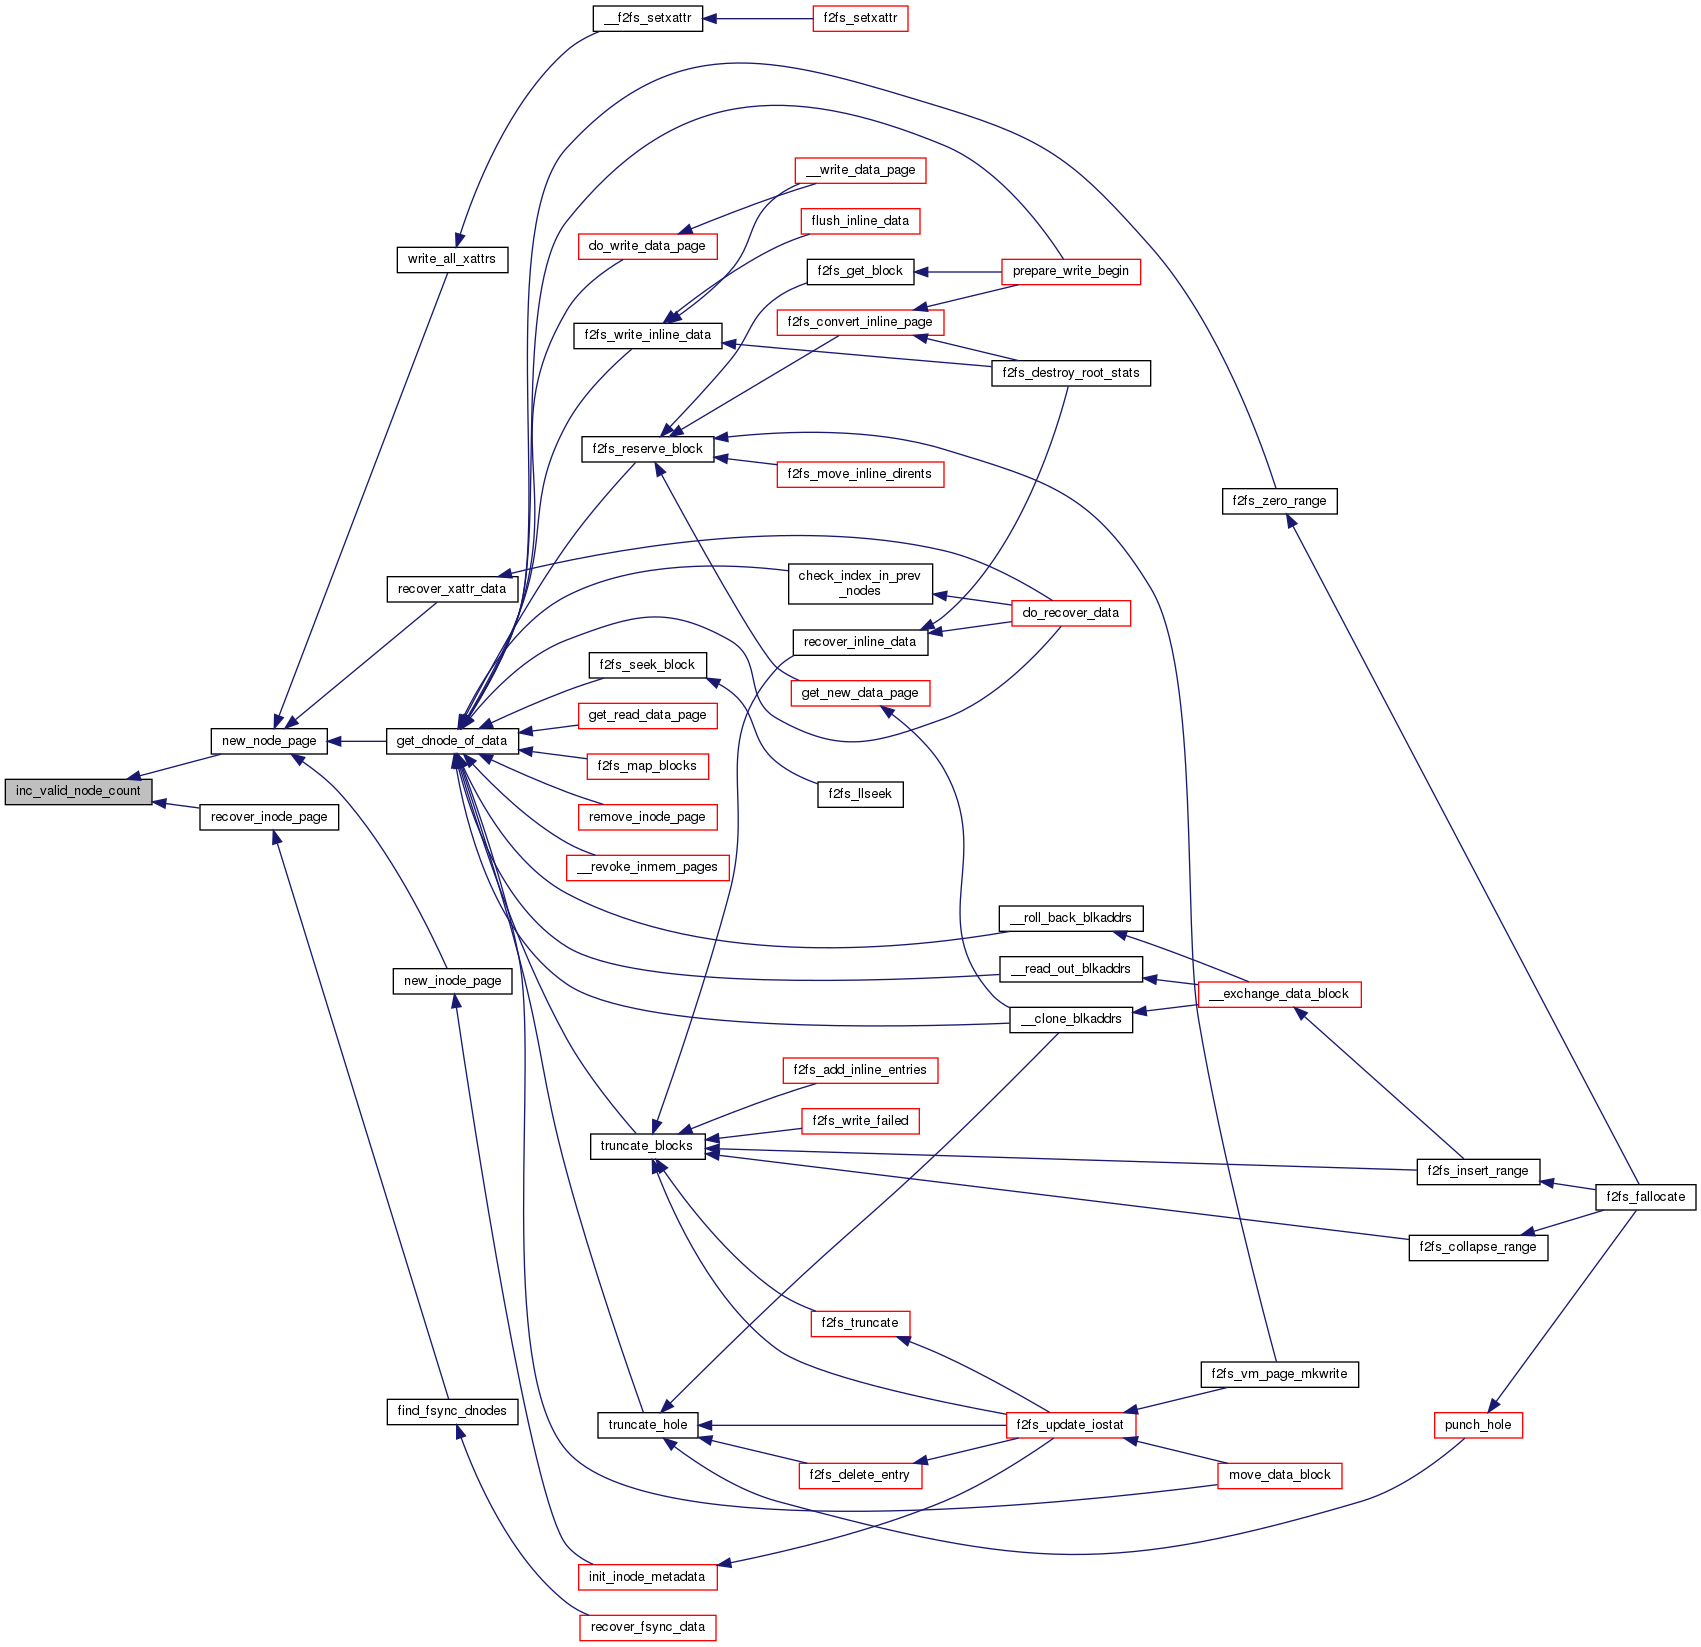 __f2fs_setxattr
f2fs_setxattr
__write_data_page
flush_inline_data
do_write_data_page
write_all_xattrs
f2fs_get_block
prepare_write_begin
f2fs_convert_inline_page
f2fs_write_inline_data
f2fs_destroy_root_stats
f2fs_reserve_block
f2fs_move_inline_dirents
f2fs_zero_range
check_index_in_prev
_nodes
recover_xattr_data
do_recover_data
recover_inline_data
f2fs_seek_block
get_new_data_page
get_read_data_page
new_node_page
get_dnode_of_data
f2fs_map_blocks
inc_valid_node_count
f2fs_llseek
recover_inode_page
remove_inode_page
__revoke_inmem_pages
__roll_back_blkaddrs
__read_out_blkaddrs
new_inode_page
__exchange_data_block
__clone_blkaddrs
f2fs_add_inline_entries
f2fs_write_failed
truncate_blocks
f2fs_insert_range
f2fs_fallocate
f2fs_collapse_range
f2fs_truncate
f2fs_vm_page_mkwrite
find_fsync_dnodes
truncate_hole
f2fs_update_iostat
punch_hole
f2fs_delete_entry
move_data_block
init_inode_metadata
recover_fsync_data